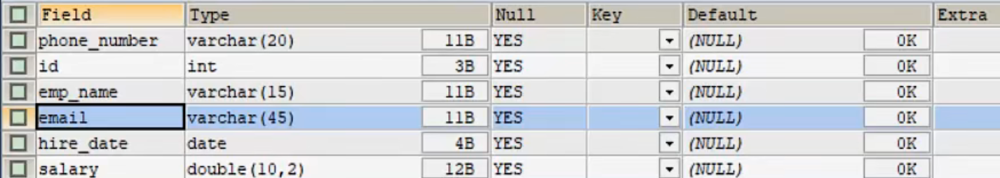 Field Type Null Key Default Extra
phone_number varchar(20) 11B YES (NULL) 0K
id int 3B YES (NULL) 0K
emp_name varchar(15) 11B YES (NULL) 0K
email varchar(45) 11B YES (NULL) 0K
hire_date date 4B YES (NULL) 0K
salary double(10,2) 12B YES (NULL) 0K